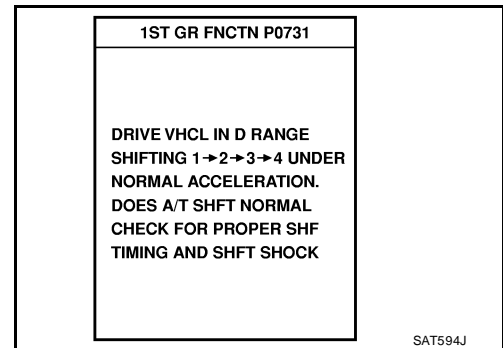 1ST GR FNCTN P0731
DRIVE VHCL IN D RANGE
SHIFTING 1→2→3→4 UNDER
NORMAL ACCELERATION.
DOES A/T SHFT NORMAL
CHECK FOR PROPER SHF
TIMING AND SHFT SHOCK
SAT594J